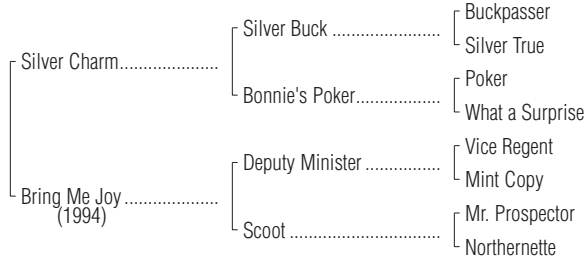 Buckpasser
Silver Buck ....................
Silver True
Silver Charm...................
Poker
Bonnie's Poker................
What a Surprise
Vice Regent
Deputy Minister ..............
Mint Copy
Bring Me Joy ..................
(1994)
Mr. Prospector
Scoot .............................
Northernette